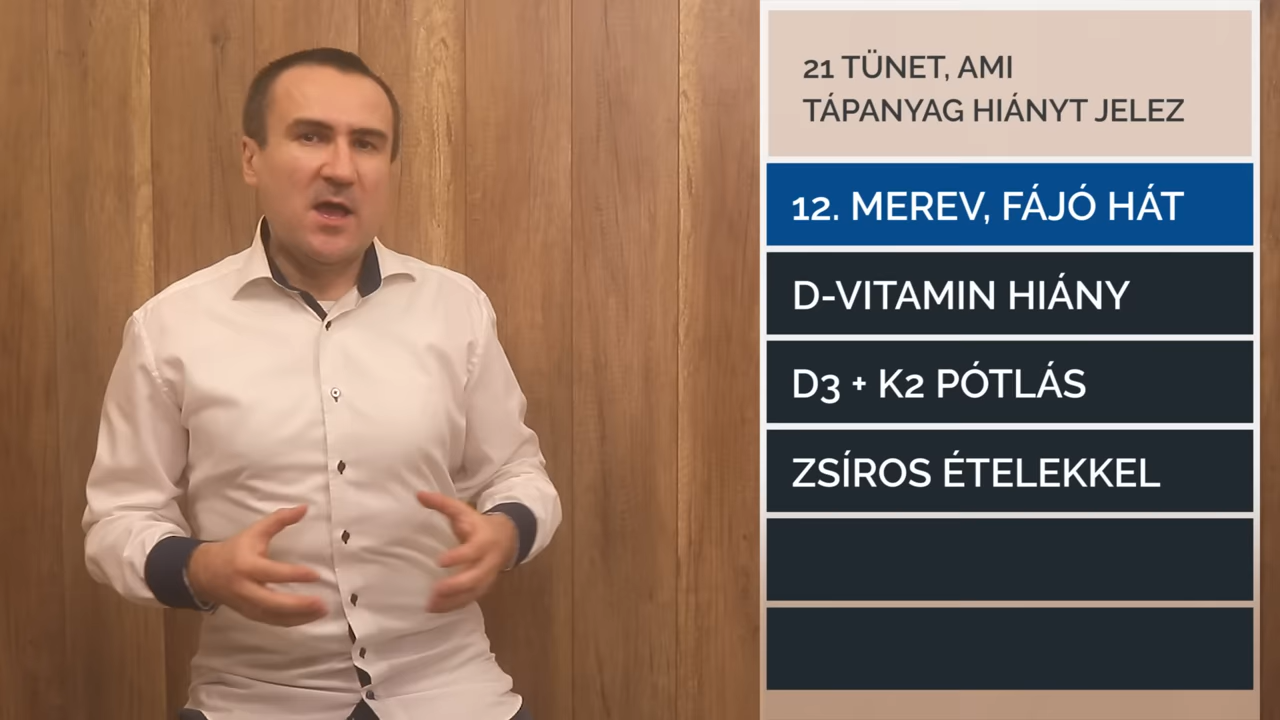 21 TÜNET, AMI
TÁPANYAG HIÁNYT JELEZ
12. MEREV, FÁJÓ HÁT
D-VITAMIN HIÁNY
D3 + K2 PÓTLÁS
ZSÍROS ÉTELEKKEL